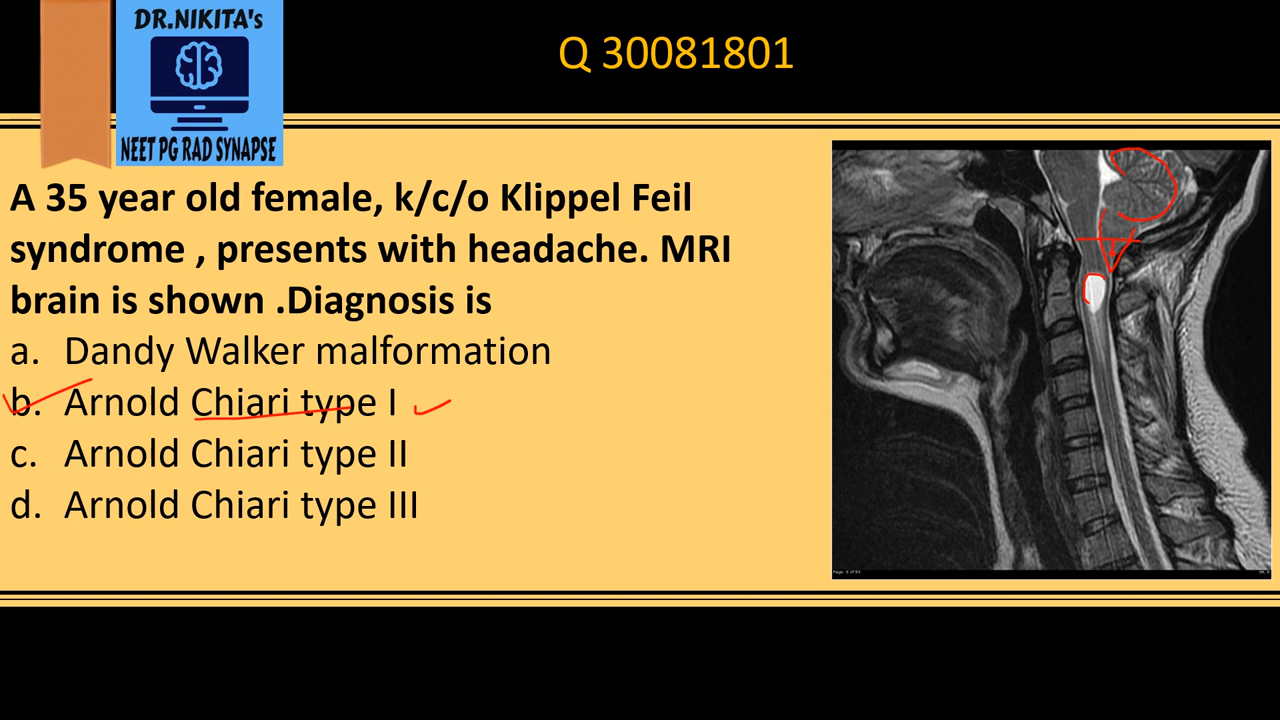 DR.NIKITA's
NEET PG RAD SYNAPSE
Q 30081801
A 35 year old female, k/c/o Klippel Feil
syndrome , presents with headache. MRI
brain is shown .Diagnosis is
a. Dandy Walker malformation
b. Arnold Chiari type I
c. Arnold Chiari type II
d. Arnold Chiari type III